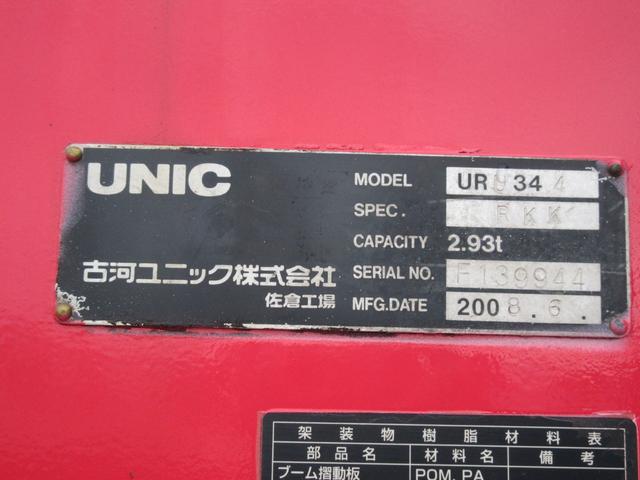 UNIC
MODEL URU344
SPEC. RKK
CAPACITY 2.93t
古河ユニック株式会社
SERIAL NO. F139944
佐倉工場
MFG.DATE 2008.6.
架装物樹脂材料表
部品名 材料名 備考
ブーム摺動板 POM, PA